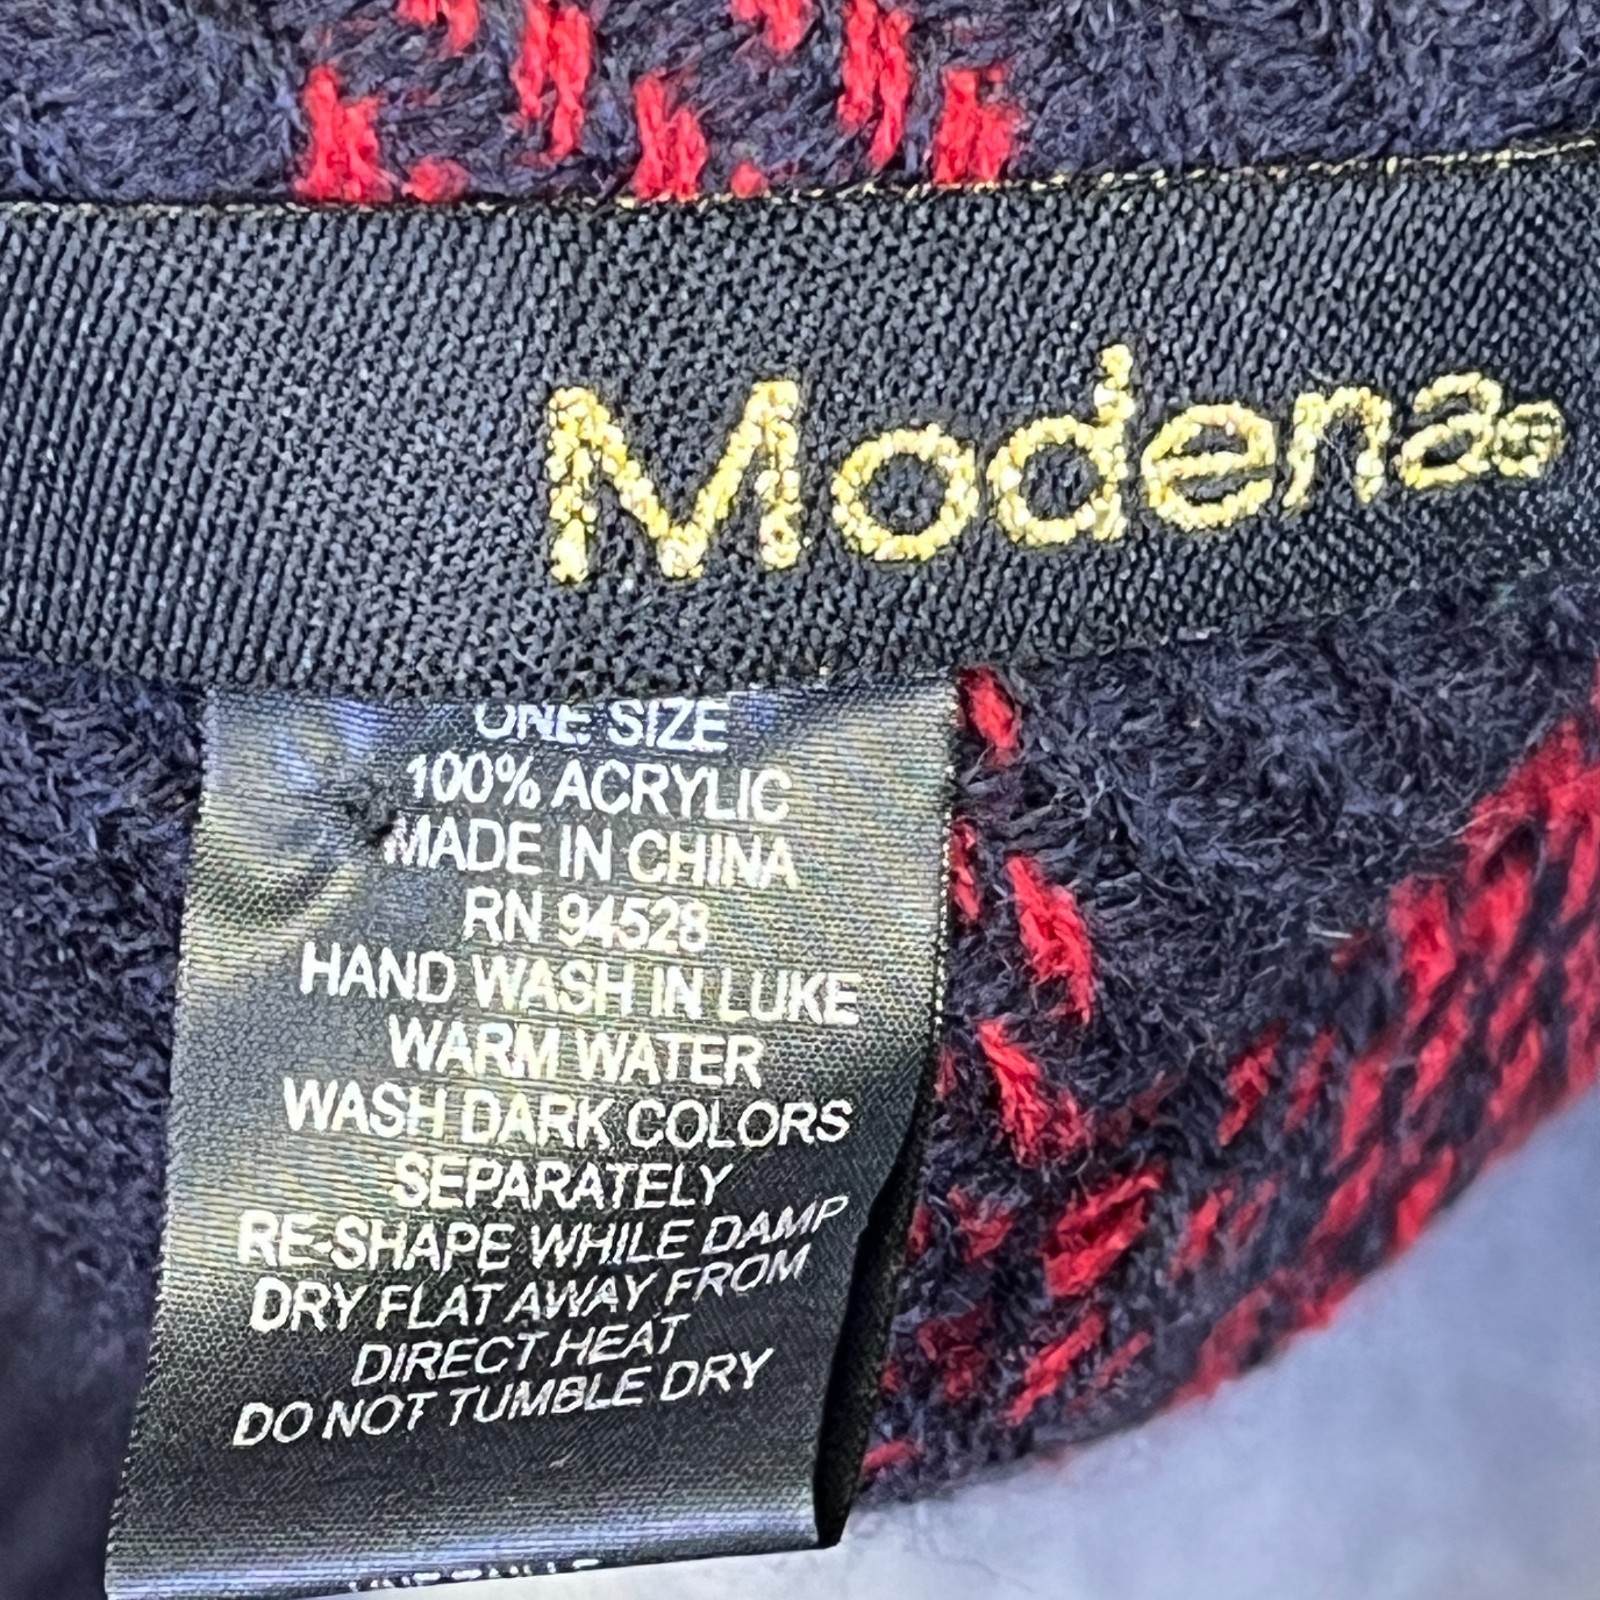 Modena®
ONE SIZE
100% ACRYLIC
MADE IN CHINA
RN 94528
HAND WASH IN LUKE
WARM WATER
WASH DARK COLORS
SEPARATELY
RE-SHAPE WHILE DAMP
DRY FLAT AWAY FROM
DIRECT HEAT
DO NOT TUMBLE DRY